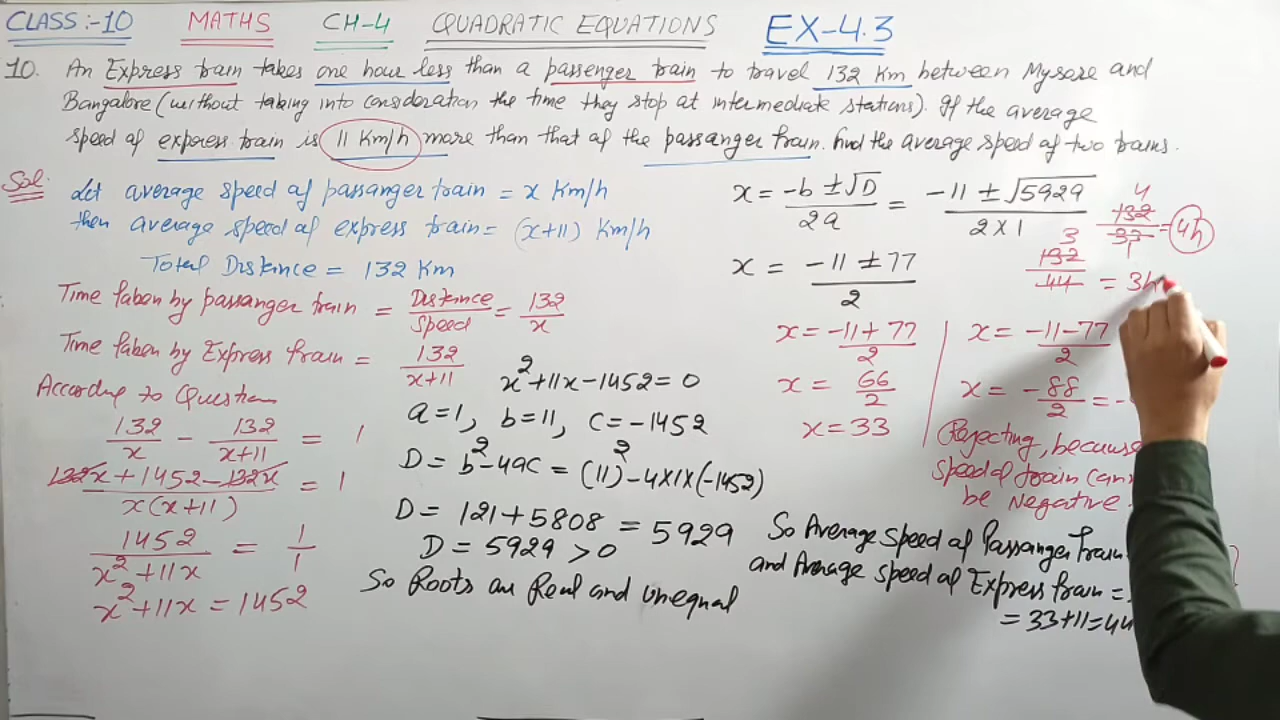 CLASS:-10 MATHS CH-4 QUADRATIC EQUATIONS EX-4.3
10. An Express train takes one hour less than a passenger train to travel 132 Km between Mysore and
Bangalore (without taking into consideration the time they stop at intermediate stations). If the average
speed of express train is 11 Km/h more than that of the passanger train. find the average speed of two trains.
Sol. Let average speed of passanger train = x Km/h
then average speed of express train = (x+11) Km/h
Total Distance = 132 Km
Time taken by passanger train = Distance/Speed = 132/x
Time taken by Express train = 132/x+11
According to Question
132/x - 132/x+11 = 1
132x+1452-132x/x(x+11) = 1
1452/x²+11x = 1/1
x²+11x = 1452
x²+11x-1452=0
a=1, b=11, c=-1452
D = b²-4ac = (11)²-4x1x(-1452)
D = 121+5808 = 5929
D = 5929 >0
So Roots are Real and unequal
x = -b ±√D/2a = -11 ±√5929/2x1
x = -11 ±77/2
x = -11+77/2
x = 66/2
x = 33
x = -11-77/2
x = -88/2 = -
Rejecting, because
speed of train can
be Negative.
4
132/33 = 4h
1
3
132/44 = 3h
So Average speed of Passanger Train
and Average speed of Express train =
= 33+11=44